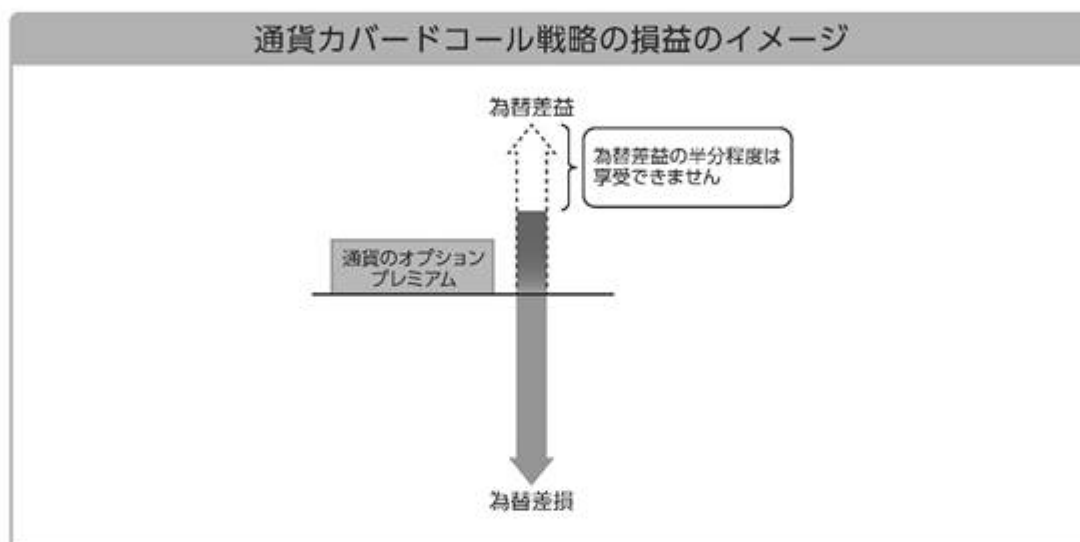 通貨カバードコール戦略の損益のイメージ
為替差益
為替差益の半分程度は
享受できません
通貨のオプション
プレミアム
為替差損